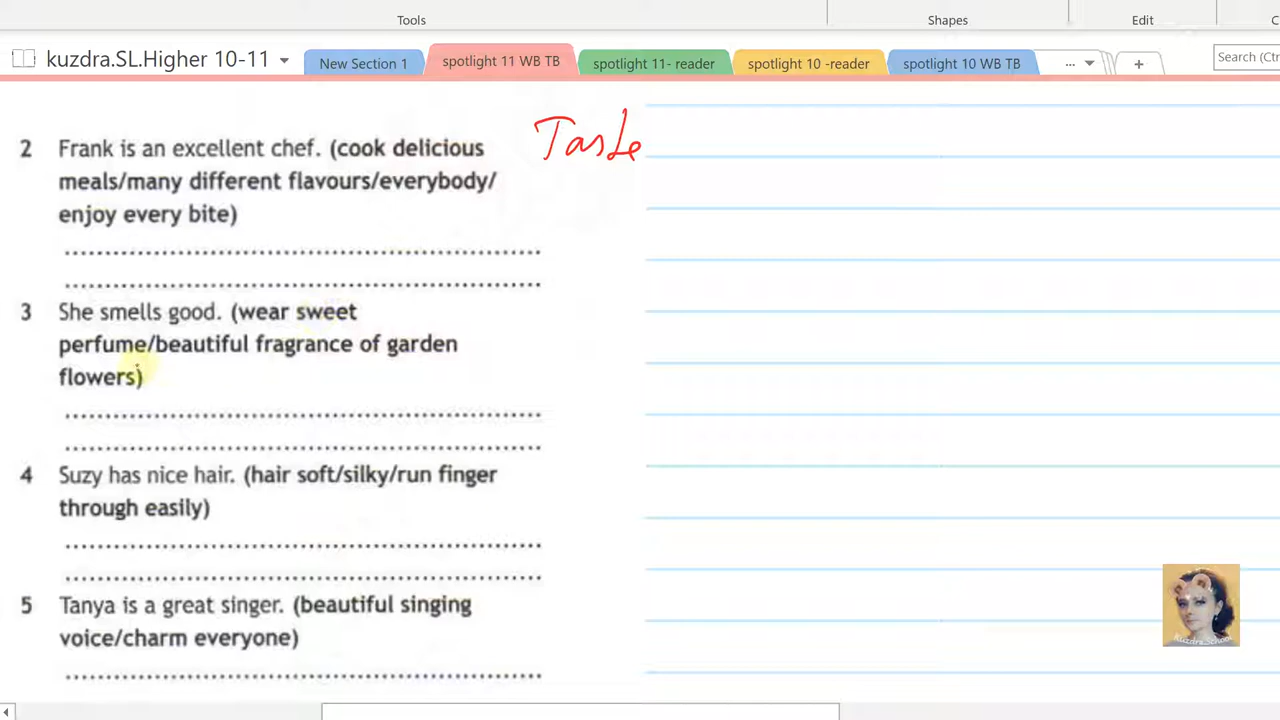 Tools
Shapes
Edit
kuzdra.SL.Higher 10-11
New Section 1
spotlight 11 WB TB
spotlight 11- reader
spotlight 10 -reader
spotlight 10 WB TB
...
+
Search (Ctr
2 Frank is an excellent chef. (cook delicious
meals/many different flavours/everybody/
enjoy every bite)
Taste
3 She smells good. (wear sweet
perfume/beautiful fragrance of garden
flowers)
4 Suzy has nice hair. (hair soft/silky/run finger
through easily)
5 Tanya is a great singer. (beautiful singing
voice/charm everyone)
Kuzdra.School